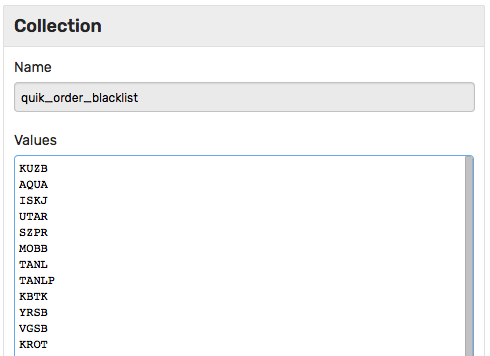 Collection
Name
quik_order_blacklist
Values
KUZB
AQUA
ISKJ
UTAR
SZPR
MOBB
TANL
TANLP
KBTK
YRSB
VGSB
KROT